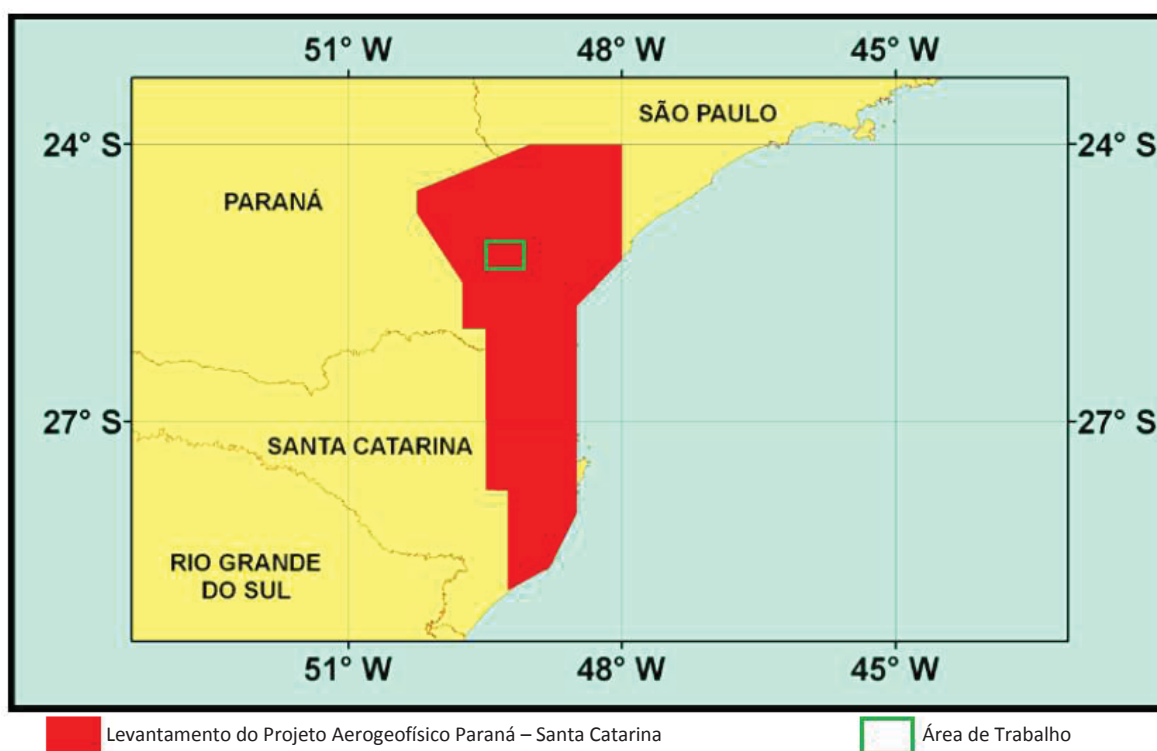 51° W 48° W 45° W
SÃO PAULO
24° S 24° S
PARANÁ
27° S 27° S
SANTA CATARINA
RIO GRANDE
DO SUL
51° W 48° W 45° W
Levantamento do Projeto Aerogeofísico Paraná – Santa Catarina Área de Trabalho